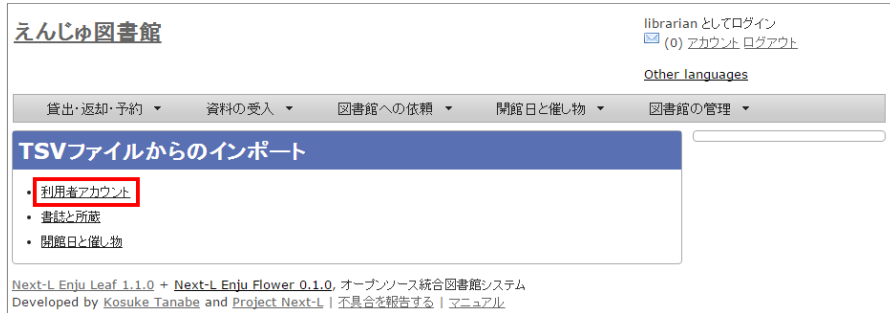 えんじゅ図書館
librarian としてログイン
(0) アカウント ログアウト
Other languages
貸出・返却・予約 ▼ 資料の受入 ▼ 図書館への依頼 ▼ 開館日と催し物 ▼ 図書館の管理 ▼
TSVファイルからのインポート
• 利用者アカウント
• 書誌と所蔵
• 開館日と催し物
Next-L Enju Leaf 1.1.0 + Next-L Enju Flower 0.1.0, オープンソース統合図書館システム
Developed by Kosuke Tanabe and Project Next-L | 不具合を報告する | マニュアル